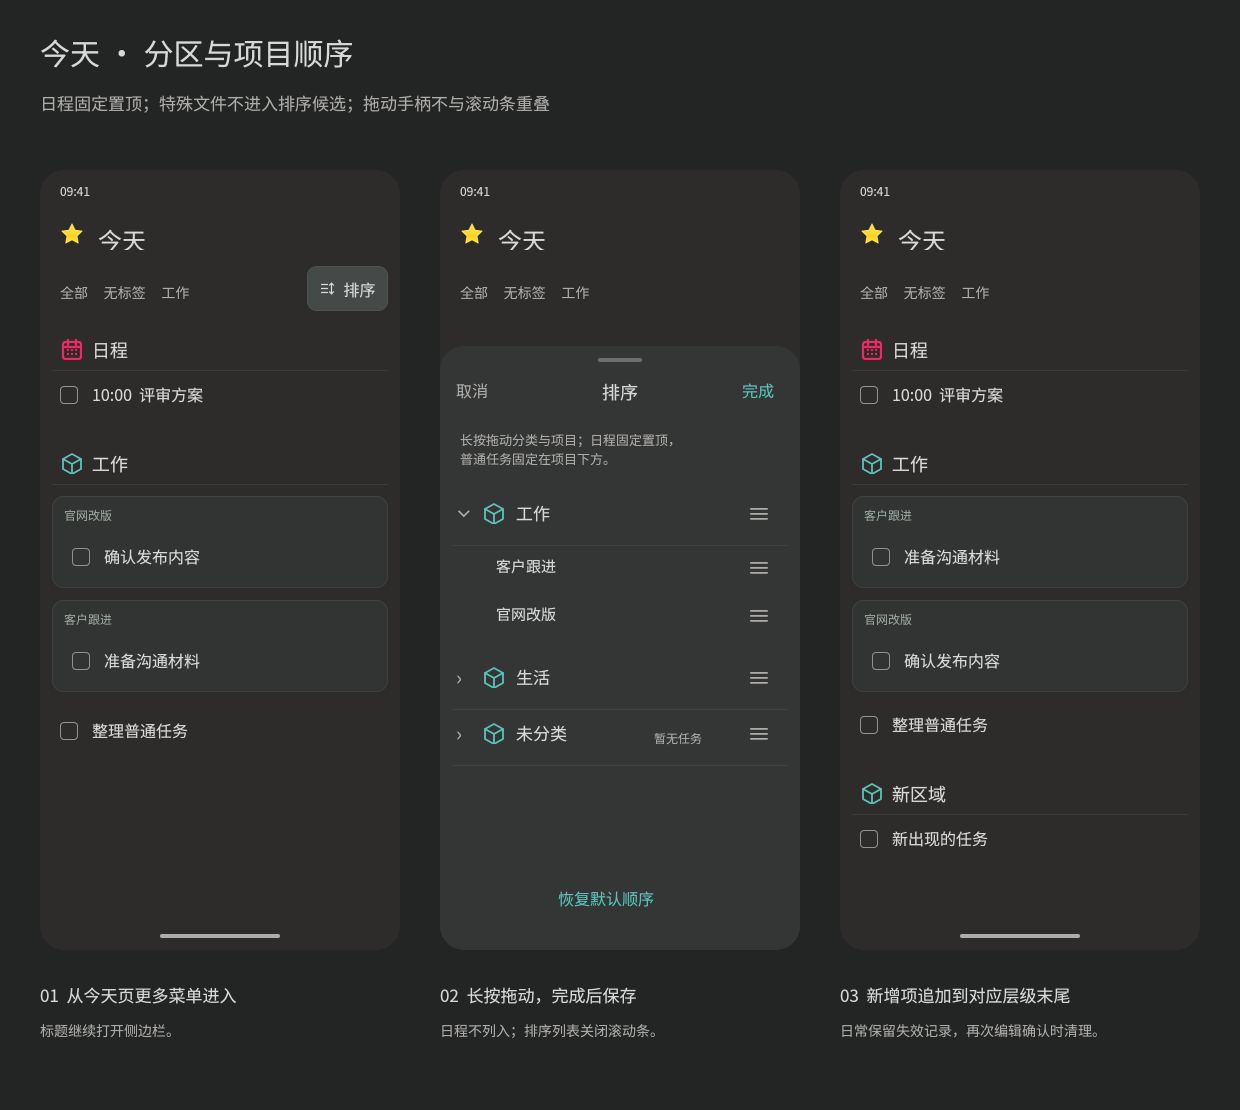 今天 · 分区与项目顺序
日程固定置顶；特殊文件不进入排序候选；拖动手柄不与滚动条重叠
09:41
今天
全部 无标签 工作
排序
日程
10:00 评审方案
工作
官网改版
确认发布内容
客户跟进
准备沟通材料
整理普通任务
01 从今天页更多菜单进入
标题继续打开侧边栏。
09:41
今天
全部 无标签 工作
取消 排序 完成
长按拖动分类与项目；日程固定置顶，
普通任务固定在项目下方。
工作
客户跟进
官网改版
生活
未分类 暂无任务
恢复默认顺序
02 长按拖动，完成后保存
日程不列入；排序列表关闭滚动条。
09:41
今天
全部 无标签 工作
日程
10:00 评审方案
工作
客户跟进
准备沟通材料
官网改版
确认发布内容
整理普通任务
新区域
新出现的任务
03 新增项追加到对应层级末尾
日常保留失效记录，再次编辑确认时清理。